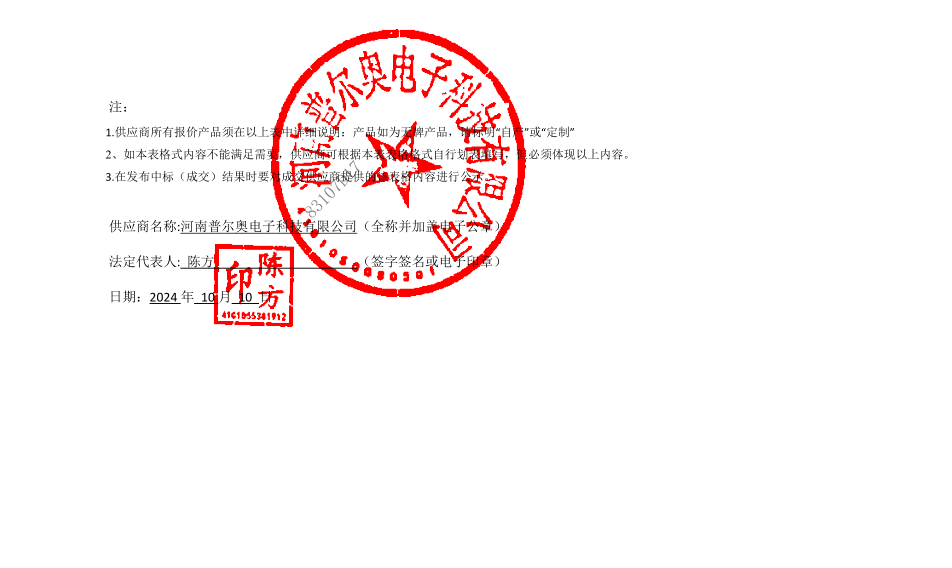 注：
1.供应商所有报价产品须在以上表中详细说明：产品如为无牌产品，请标明“自产”或“定制”
2、如本表格式内容不能满足需要，供应商可根据本表表格格式自行划表填写，但必须体现以上内容。
3.在发布中标（成交）结果时要对成交供应商提供的该表格内容进行公示。
供应商名称:河南普尔奥电子科技有限公司（全称并加盖电子公章）
法定代表人: 陈方（签字签名或电子印章）
日期：2024 年 10 月 10 日
河南普尔奥电子科技有限公司
陈方印